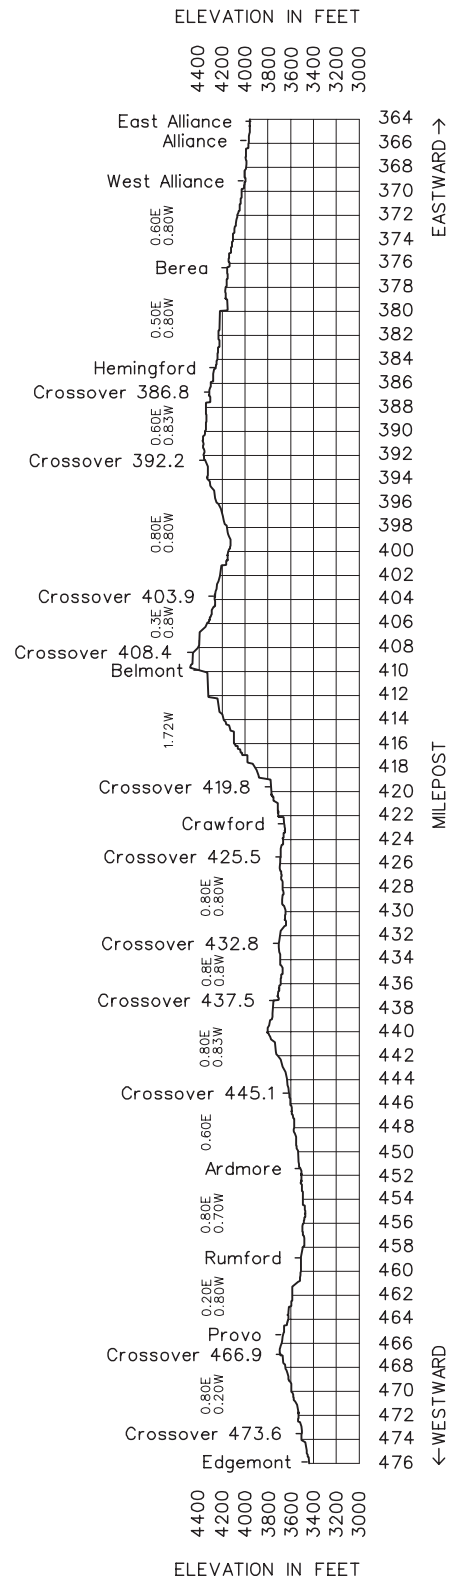 ELEVATION IN FEET
4400 4200 3800 3600 3400 3200 3000
364
East Alliance
366
Alliance
EASTWARD →
368
West Alliance
370
372
0.60E
0.80W
374
376
Berea
378
380
0.50E
0.80W
382
384
Hemingford
386
Crossover 386.8
388
0.60E
0.83W
390
392
Crossover 392.2
394
396
398
0.80E
0.80W
400
402
Crossover 403.9
404
406
0.3E
0.8W
408
Crossover 408.4
Belmont
410
412
414
1.72W
416
MILEPOST
418
Crossover 419.8
420
422
Crawford
424
Crossover 425.5
426
428
0.80E
0.80W
430
432
Crossover 432.8
434
0.8E
0.8W
436
Crossover 437.5
438
440
0.80E
0.83W
442
444
Crossover 445.1
446
448
0.60E
450
Ardmore
452
454
0.80E
0.70W
456
458
Rumford
460
462
0.20E
0.80W
464
Provo
466
Crossover 466.9
468
←WESTWARD
470
0.80E
0.20W
472
Crossover 473.6
474
Edgemont
476
4400 4200 3800 3600 3400 3200 3000
ELEVATION IN FEET